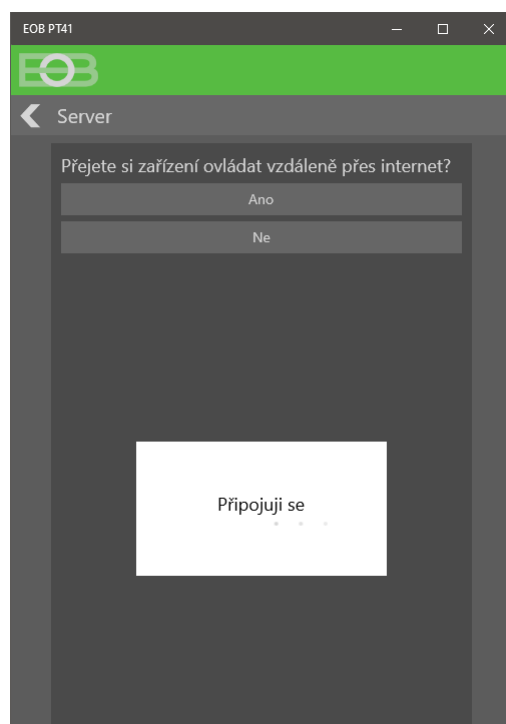 EOB PT41
EOB
Server
Přejete si zařízení ovládat vzdáleně přes internet?
Ano
Ne
Připojuji se